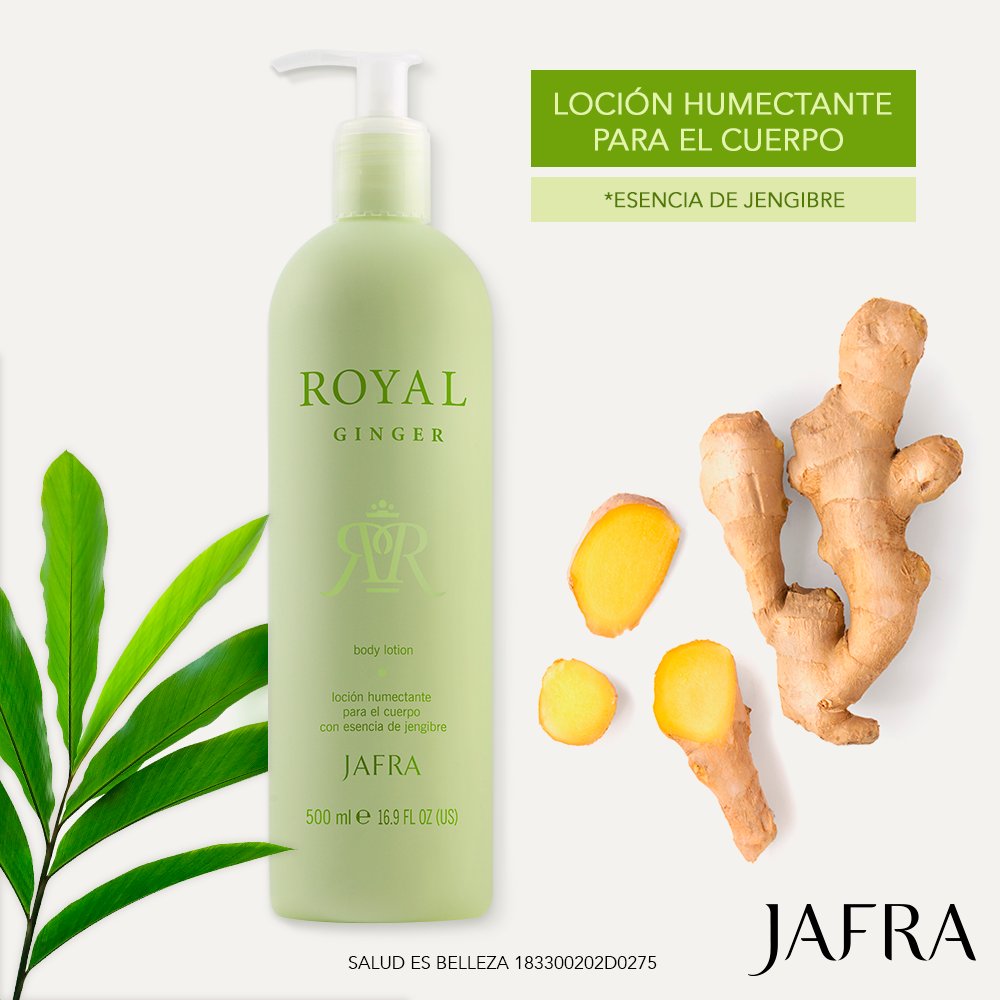 LOCIÓN HUMECTANTE
PARA EL CUERPO
*ESENCIA DE JENGIBRE
ROYAL
GINGER
RR
body lotion
loción humectante
para el cuerpo
con esencia de jengibre
JAFRA
500 ml e 16.9 FL OZ (US)
JAFRA
SALUD ES BELLEZA 183300202D0275